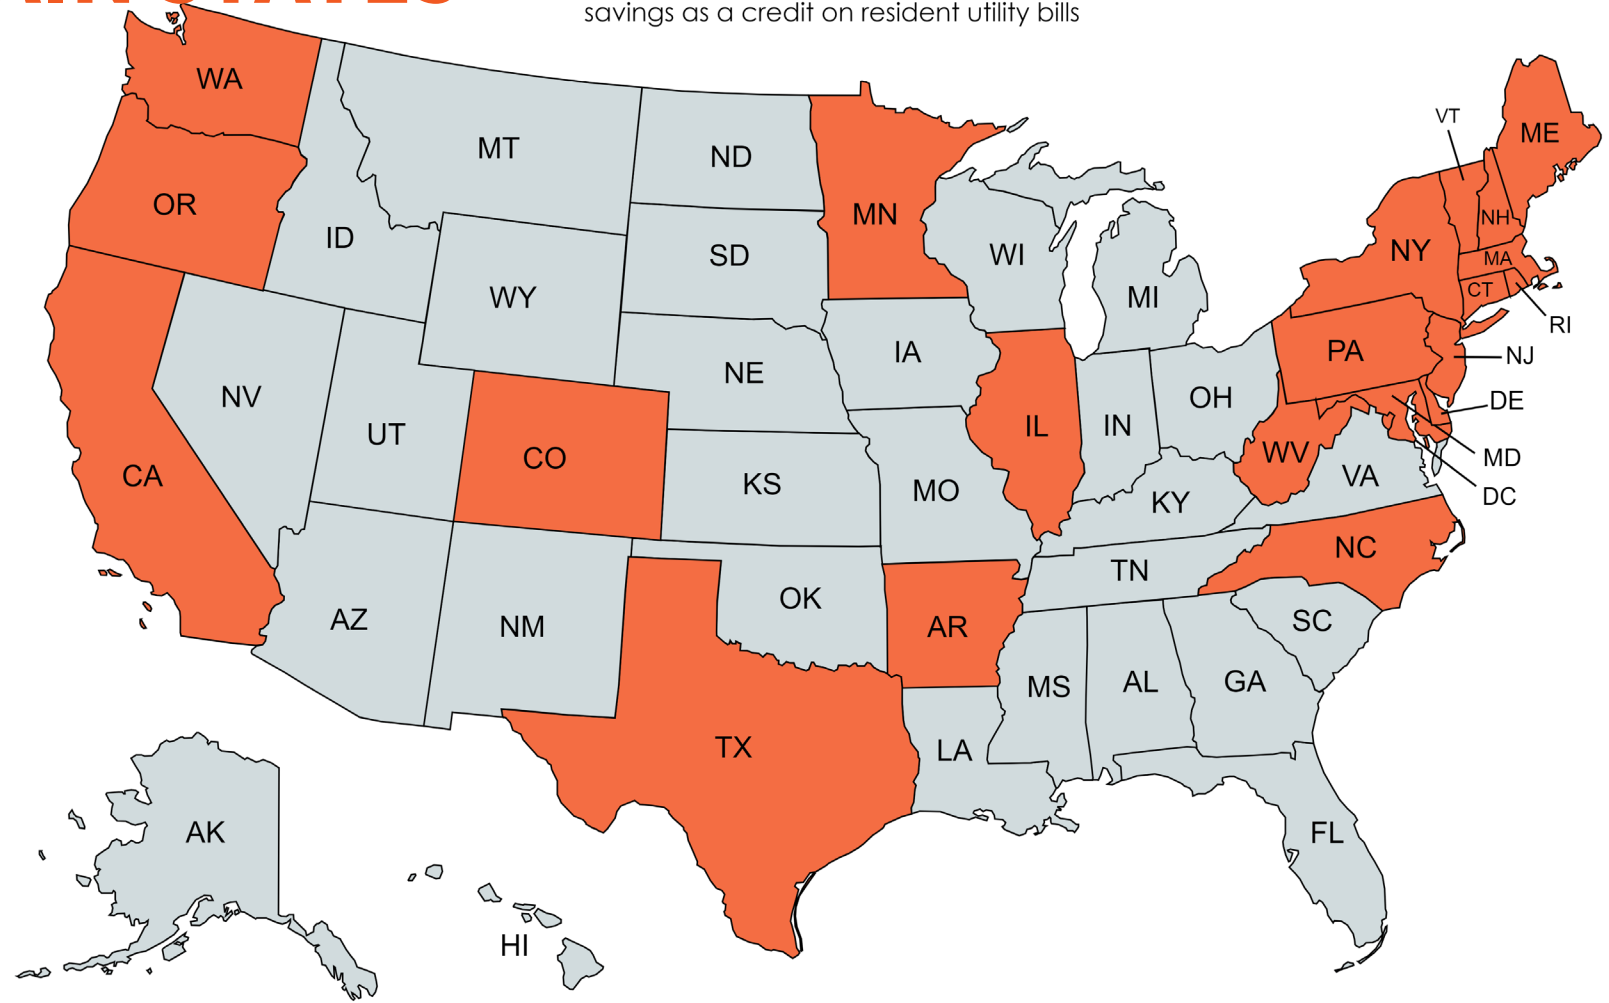 savings as a credit on resident utility bills
WA
MT
ND
MN
VT
ME
OR
ID
SD
WI
NH
NY
MA
WY
MI
CT
RI
IA
PA
NJ
NE
NV
OH
DE
UT
CO
IL
IN
WV
MD
CA
KS
MO
KY
VA
DC
NC
TN
AZ
NM
OK
AR
SC
MS
AL
GA
TX
LA
AK
FL
HI